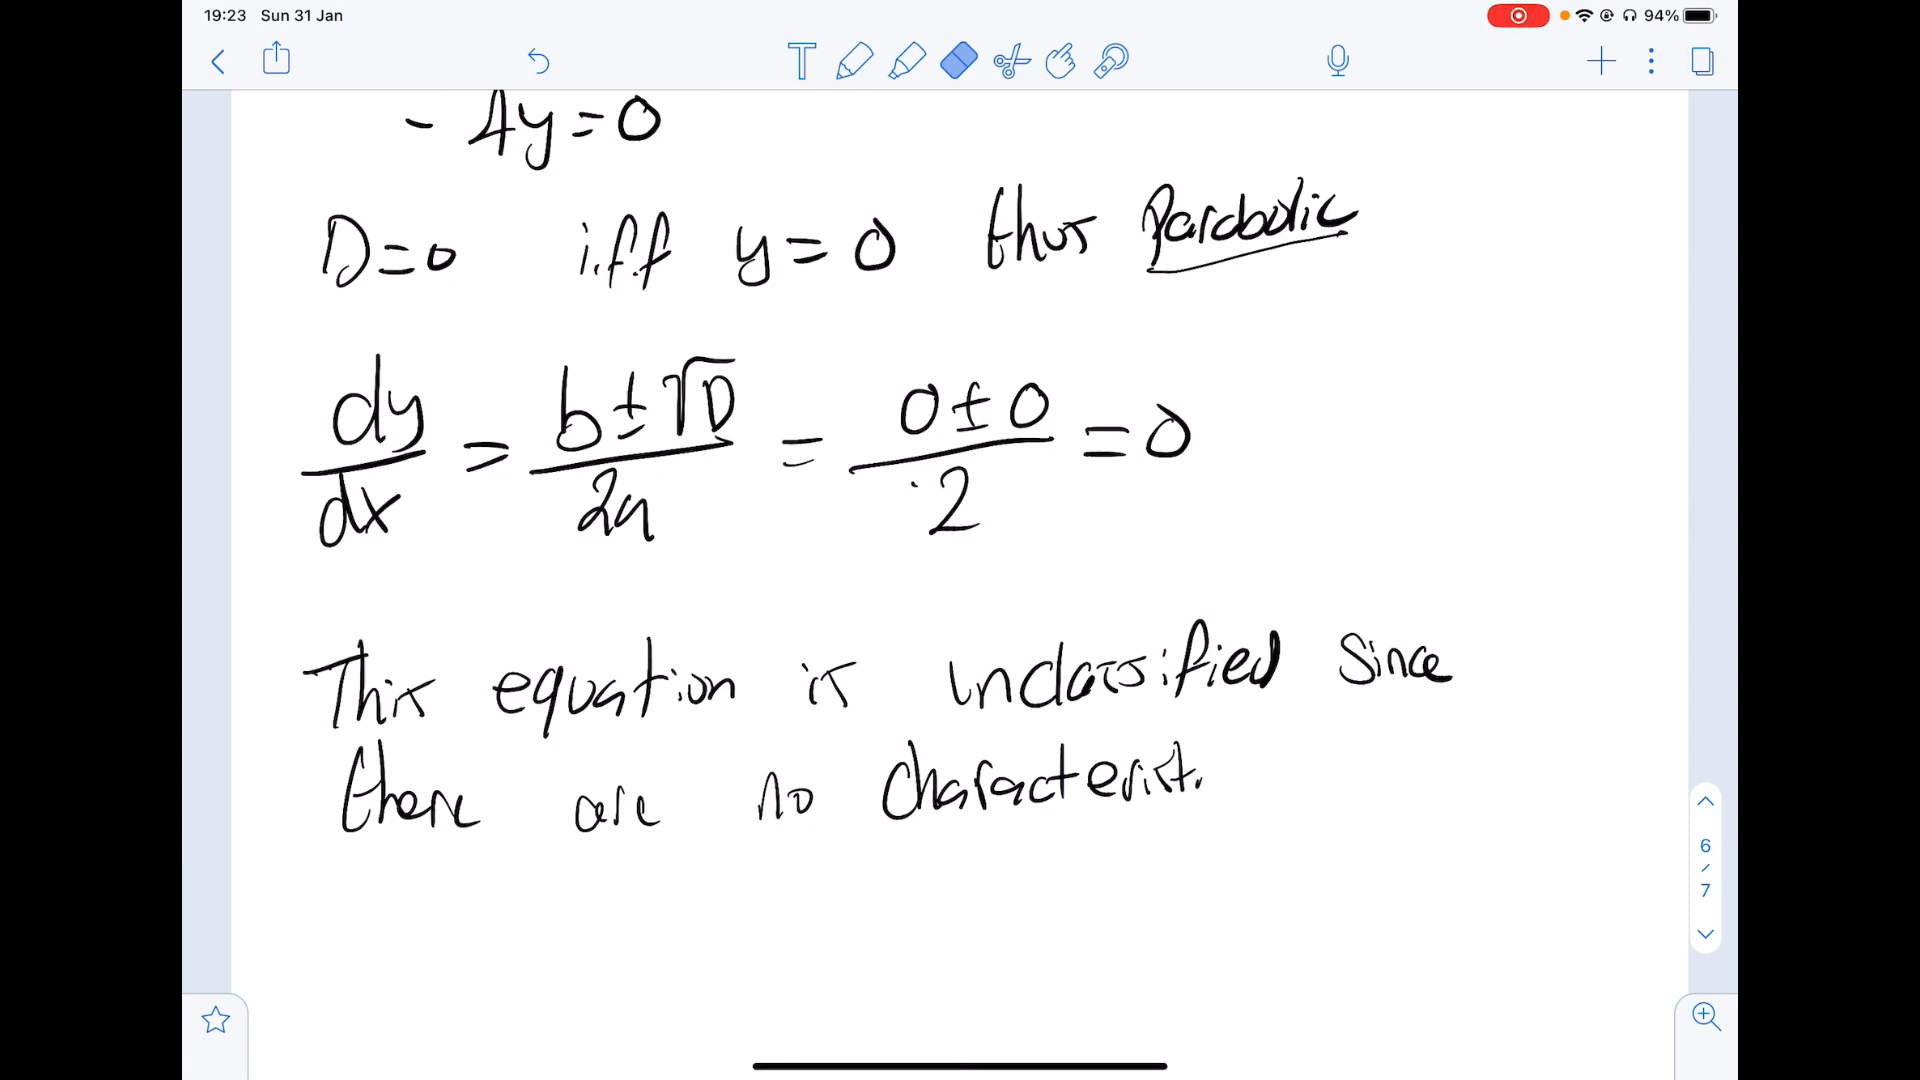 19:23 Sun 31 Jan 94%
T
- 4y=0
D=0 iff y=0 thus Parabolic
dy/dx = b±√D/2a = 0±0/2 = 0
This equation is unclassified since
there are no characterist.
6
/
7